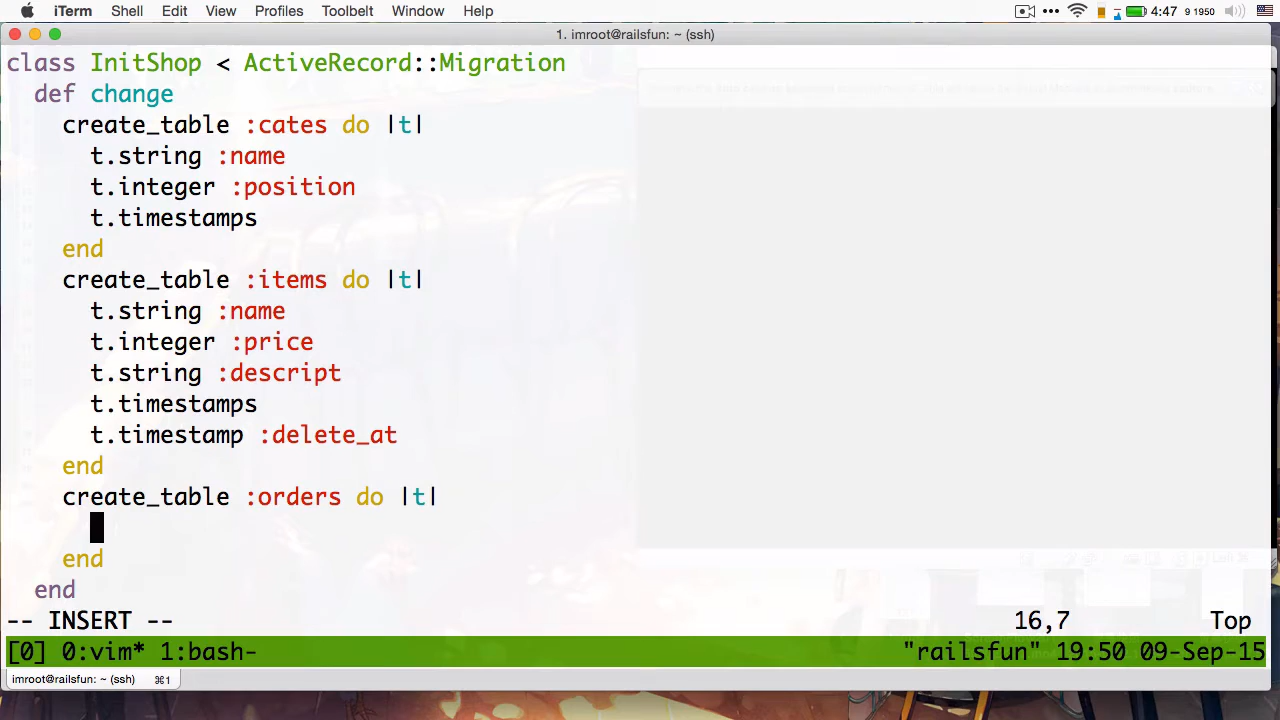 iTerm Shell Edit View Profiles Toolbelt Window Help 4:47 9 1950
1. imroot@railsfun: ~ (ssh)
class InitShop < ActiveRecord::Migration
def change
create_table :cates do |t|
t.string :name
t.integer :position
t.timestamps
end
create_table :items do |t|
t.string :name
t.integer :price
t.string :descript
t.timestamps
t.timestamp :delete_at
end
create_table :orders do |t|
end
end
-- INSERT -- 16,7 Top
[0] 0:vim* 1:bash- "railsfun" 19:50 09-Sep-15
imroot@railsfun: ~ (ssh) ⌘1